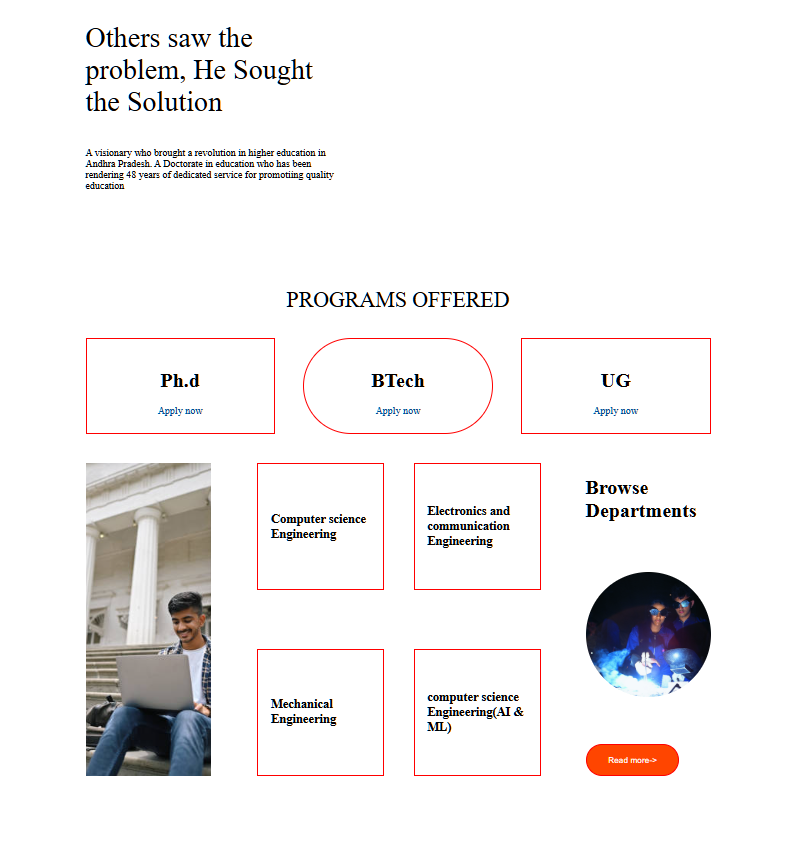 Others saw the
problem, He Sought
the Solution
A visionary who brought a revolution in higher education in
Andhra Pradesh. A Doctorate in education who has been
rendering 48 years of dedicated service for promotiing quality
education
PROGRAMS OFFERED
Ph.d
Apply now
BTech
Apply now
UG
Apply now
Computer science
Engineering
Electronics and
communication
Engineering
Browse
Departments
Mechanical
Engineering
computer science
Engineering(AI &
ML)
Read more->